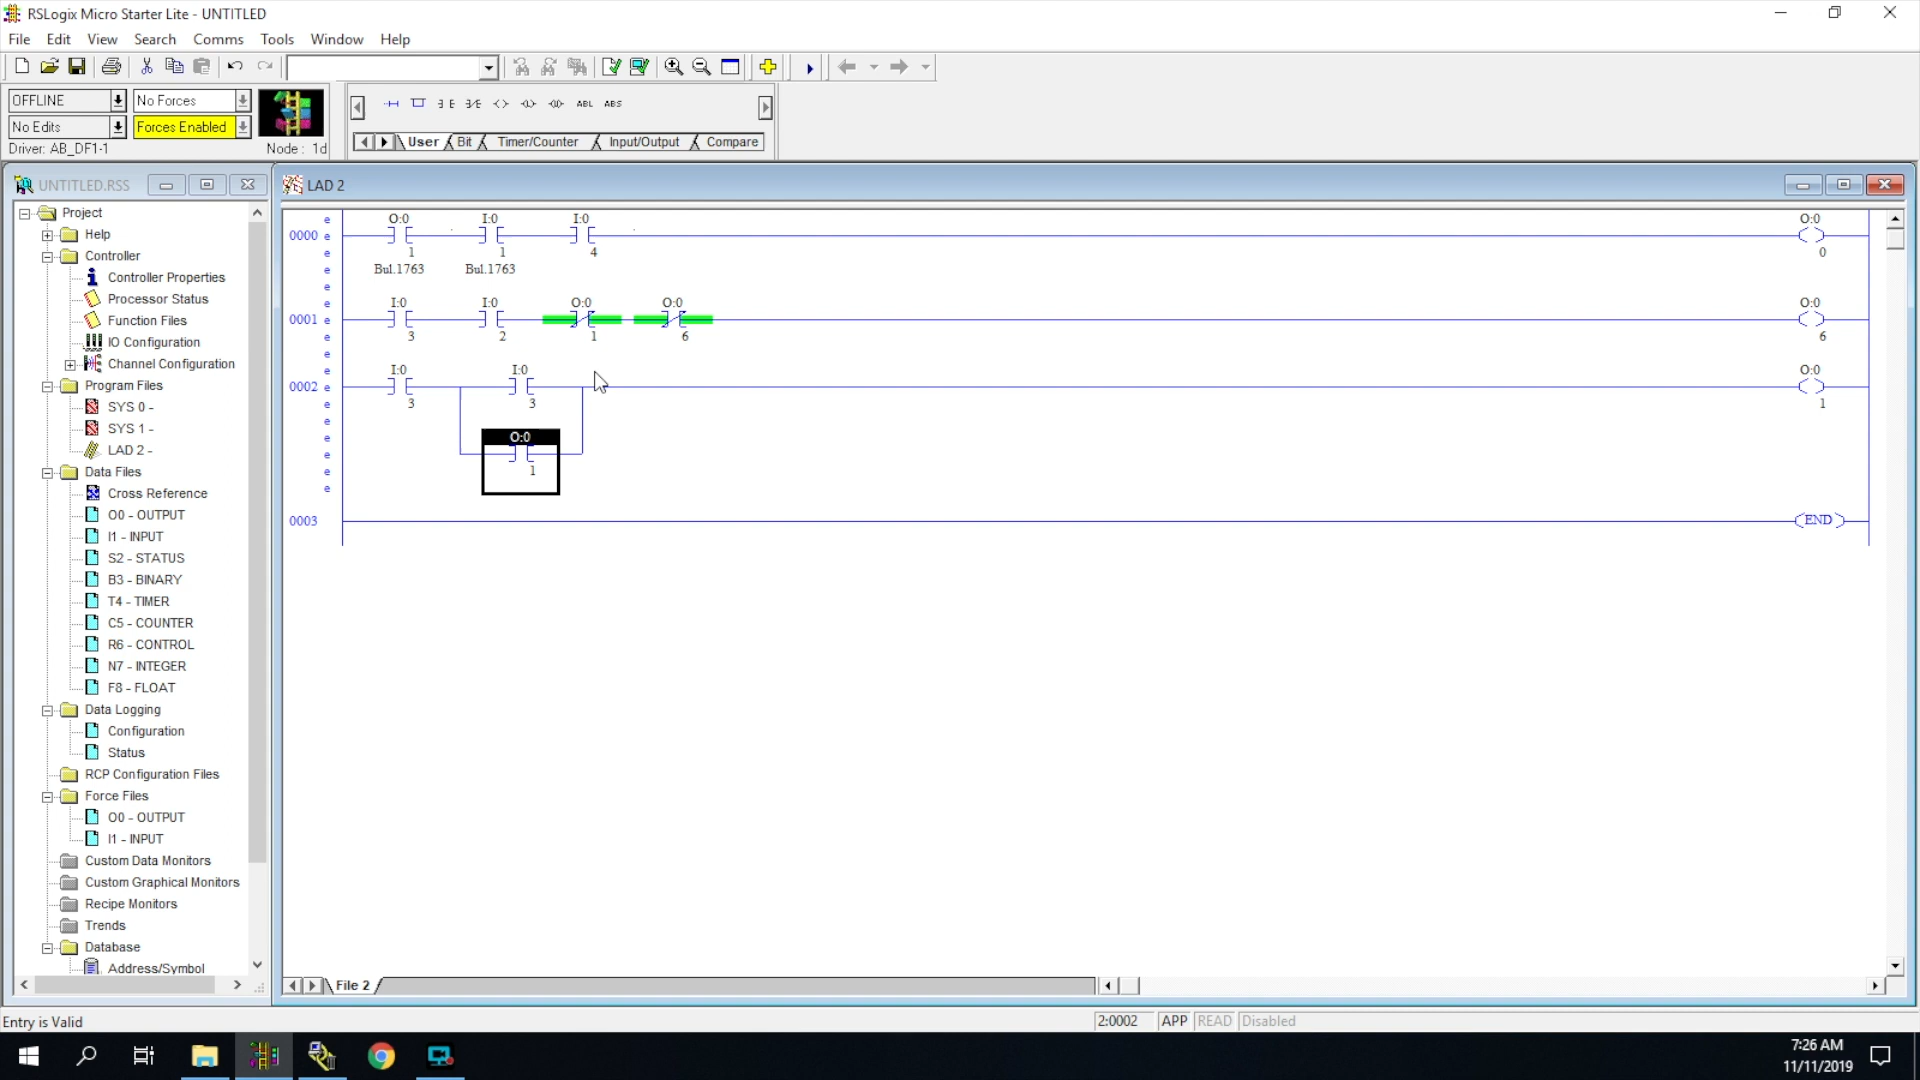 RSLogix Micro Starter Lite - UNTITLED
File Edit View Search Comms Tools Window Help
OFFLINE No Forces
No Edits Forces Enabled
Driver: AB_DF1-1 Node : 1d
ABL ABS
User Bit Timer/Counter Input/Output Compare
UNTITLED.RSS
Project
Help
Controller
Controller Properties
Processor Status
Function Files
IO Configuration
Channel Configuration
Program Files
SYS 0 -
SYS 1 -
LAD 2 -
Data Files
Cross Reference
O0 - OUTPUT
I1 - INPUT
S2 - STATUS
B3 - BINARY
T4 - TIMER
C5 - COUNTER
R6 - CONTROL
N7 - INTEGER
F8 - FLOAT
Data Logging
Configuration
Status
RCP Configuration Files
Force Files
O0 - OUTPUT
I1 - INPUT
Custom Data Monitors
Custom Graphical Monitors
Recipe Monitors
Trends
Database
Address/Symbol
LAD 2
e O:0 I:0 I:0 O:0
0000 e
e 1 1 4 0
e Bul.1763 Bul.1763
e
e I:0 I:0 O:0 O:0 O:0
0001 e
e 3 2 1 6 6
e
e I:0 I:0 O:0
0002 e
e 3 3 1
e
e O:0
e
e 1
e
0003 END
File 2
Entry is Valid 2:0002 APP READ Disabled
7:26 AM
11/11/2019